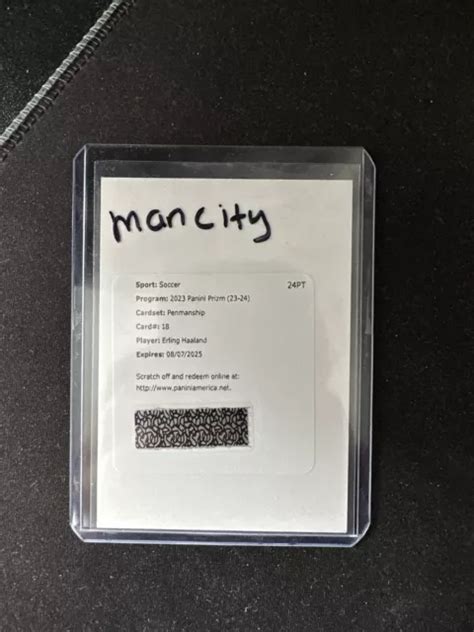 man city
Sport: Soccer 24PT
Program: 2023 Panini Prizm (23-24)
Cardset: Penmanship
Card#: 18
Player: Erling Haaland
Expires: 08/07/2025
Scratch off and redeem online at:
http://www.paniniamerica.net.